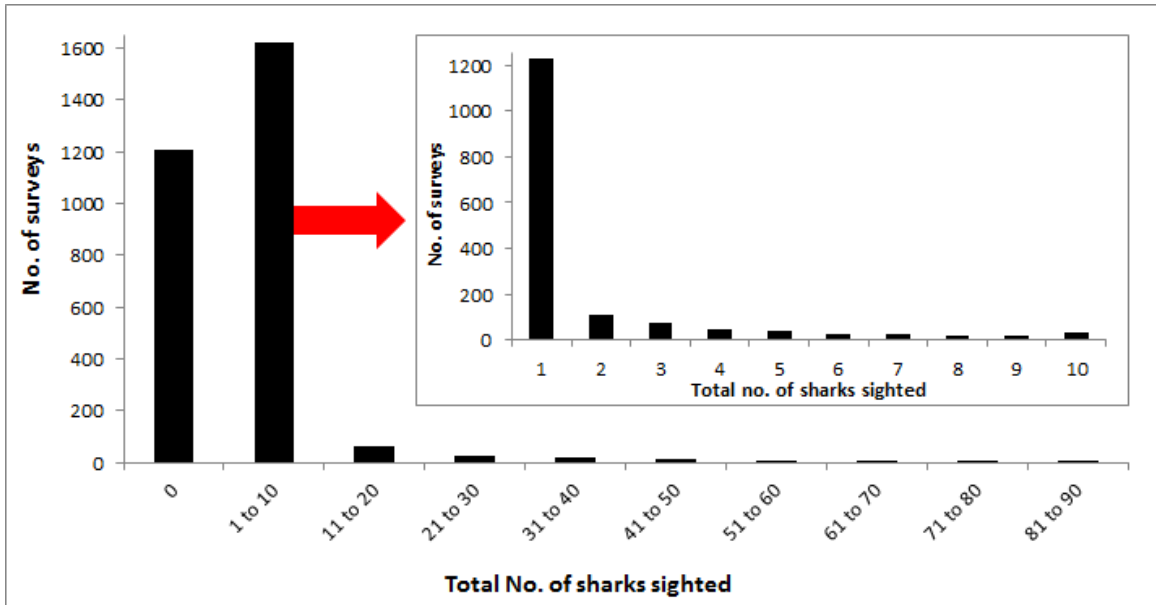 1600
1400
1200
1000
800
600
400
200
0
No. of surveys
0
1 to 10
11 to 20
21 to 30
31 to 40
41 to 50
51 to 60
61 to 70
71 to 80
81 to 90
Total No. of sharks sighted
1200
1000
800
600
400
200
0
No. of surveys
1 2 3 4 5 6 7 8 9 10
Total no. of sharks sighted